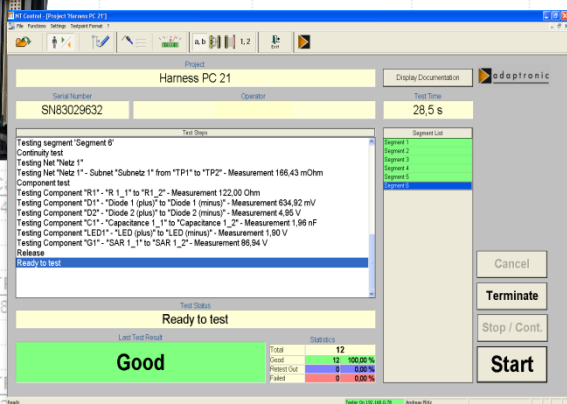 NT Control - [Project 'Harness PC 21']
File Functions Settings Testpoint Format ?
a, b
1, 2
Exit
Project
Harness PC 21
Display Documentation
adaptronic
Serial Number
Operator
Test Time
SN83029632
28,5 s
Test Steps
Segment List
Testing segment 'Segment 6'
Continuity test
Testing Net "Netz 1"
Testing Net "Netz 1" - Subnet "Subnetz 1" from "TP1" to "TP2" - Measurement 166,43 mOhm
Component test
Testing Component "R1" - "R 1_1" to "R1_2" - Measurement 122,00 Ohm
Testing Component "D1" - "Diode 1 (plus)" to "Diode 1 (minus)" - Measurement 634,92 mV
Testing Component "D2" - "Diode 2 (plus)" to "Diode 2 (minus)" - Measurement 4,95 V
Testing Component "C1" - "Capacitance 1_1" to "Capacitance 1_2" - Measurement 1,96 nF
Testing Component "LED1" - "LED (plus)" to "LED (minus)" - Measurement 1,90 V
Testing Component "G1" - "SAR 1_1" to "SAR 1_2" - Measurement 86,94 V
Release
Ready to test
Segment 1
Segment 2
Segment 3
Segment 4
Segment 5
Segment 6
Cancel
Terminate
Stop / Cont.
Start
Test Status
Ready to test
Last Test Result
Good
Statistics
Total 12
Good 12 100,00 %
Retest Out 0 0,00 %
Failed 0 0,00 %
Ready